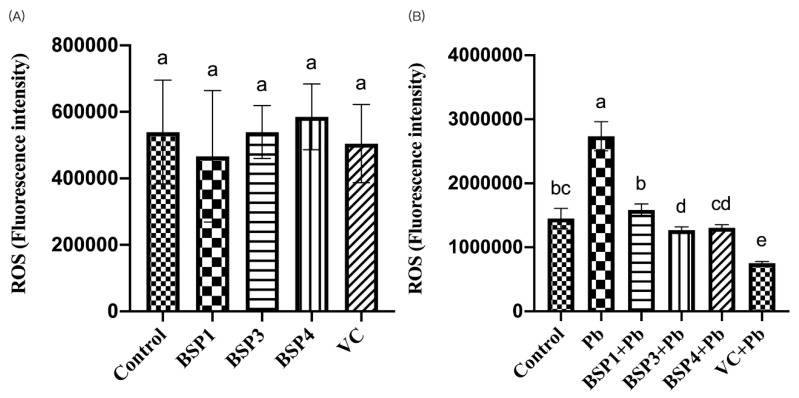 (A)
ROS (Fluorescence intensity)
800000
600000
400000
200000
0
a a a a a
Control BSP1 BSP3 BSP4 VC
(B)
ROS (Fluorescence intensity)
4000000
3000000
2000000
1000000
0
bc a b d cd e
Control Pb BSP1+Pb BSP3+Pb BSP4+Pb VC+Pb